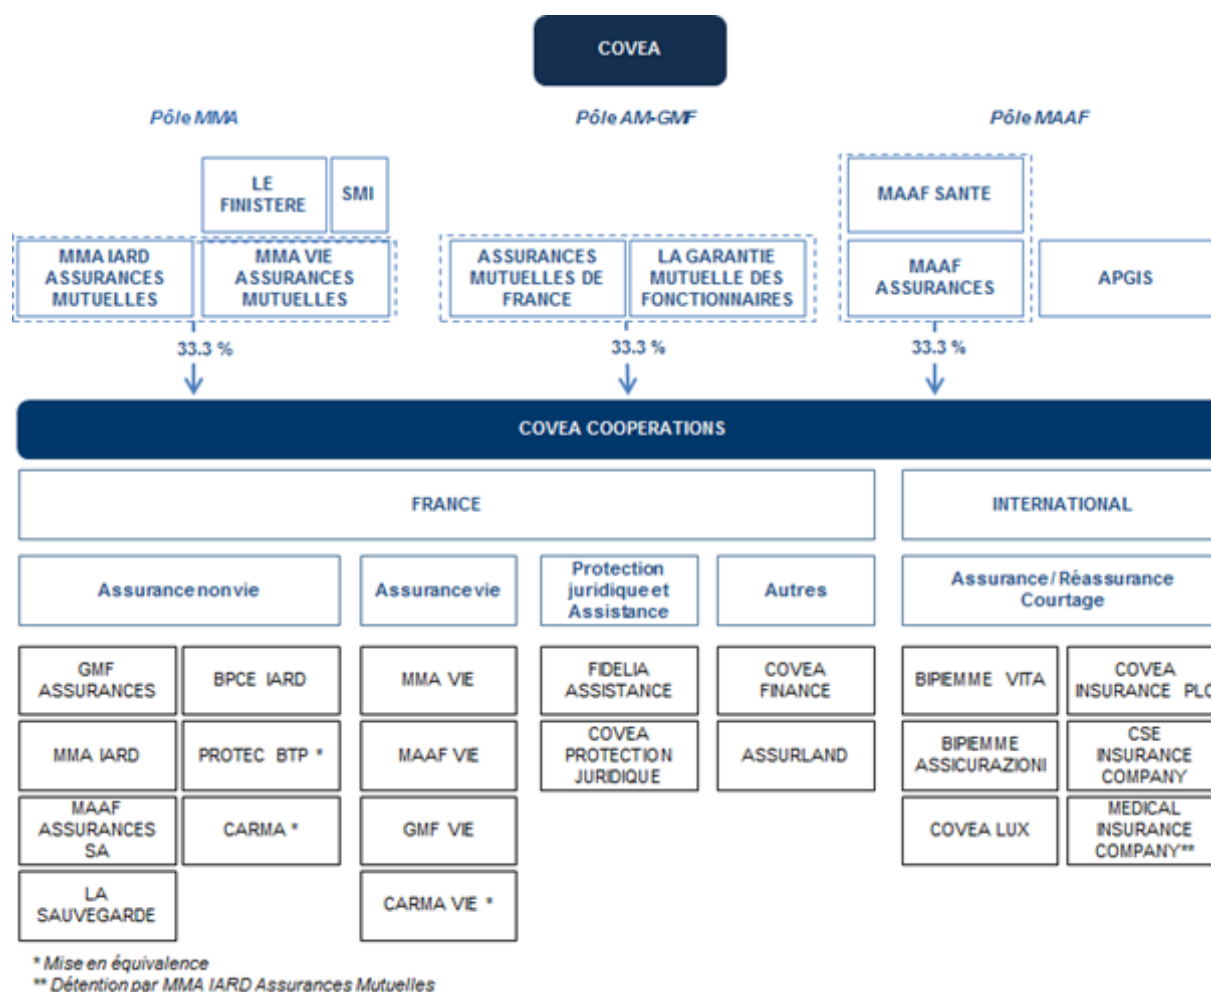 COVEA
Pôle MMA
Pôle AM-GMF
Pôle MAAF
LE
FINISTERE
SMI
MAAF SANTE
MMA IARD
ASSURANCES
MUTUELLES
MMA VIE
ASSURANCES
MUTUELLES
ASSURANCES
MUTUELLES DE
FRANCE
LA GARANTIE
MUTUELLE DES
FONCTIONNAIRES
MAAF
ASSURANCES
APGIS
33.3 %
33.3 %
33.3 %
COVEA COOPERATIONS
FRANCE
INTERNATIONAL
Assurance non vie
Assurance vie
Protection
juridique et
Assistance
Autres
Assurance / Réassurance
Courtage
GMF
ASSURANCES
BPCE IARD
MMA VIE
FIDELIA
ASSISTANCE
COVEA
FINANCE
BIPIEMME VITA
COVEA
INSURANCE PLC
MMA IARD
PROTEC BTP *
MAAF VIE
COVEA
PROTECTION
JURIDIQUE
ASSURLAND
BIPIEMME
ASSICURAZIONI
CSE
INSURANCE
COMPANY
MAAF
ASSURANCES
SA
CARMA *
GMF VIE
COVEA LUX
MEDICAL
INSURANCE
COMPANY**
LA
SAUVEGARDE
CARMA VIE *
* Mise en équivalence
** Détention par MMA IARD Assurances Mutuelles